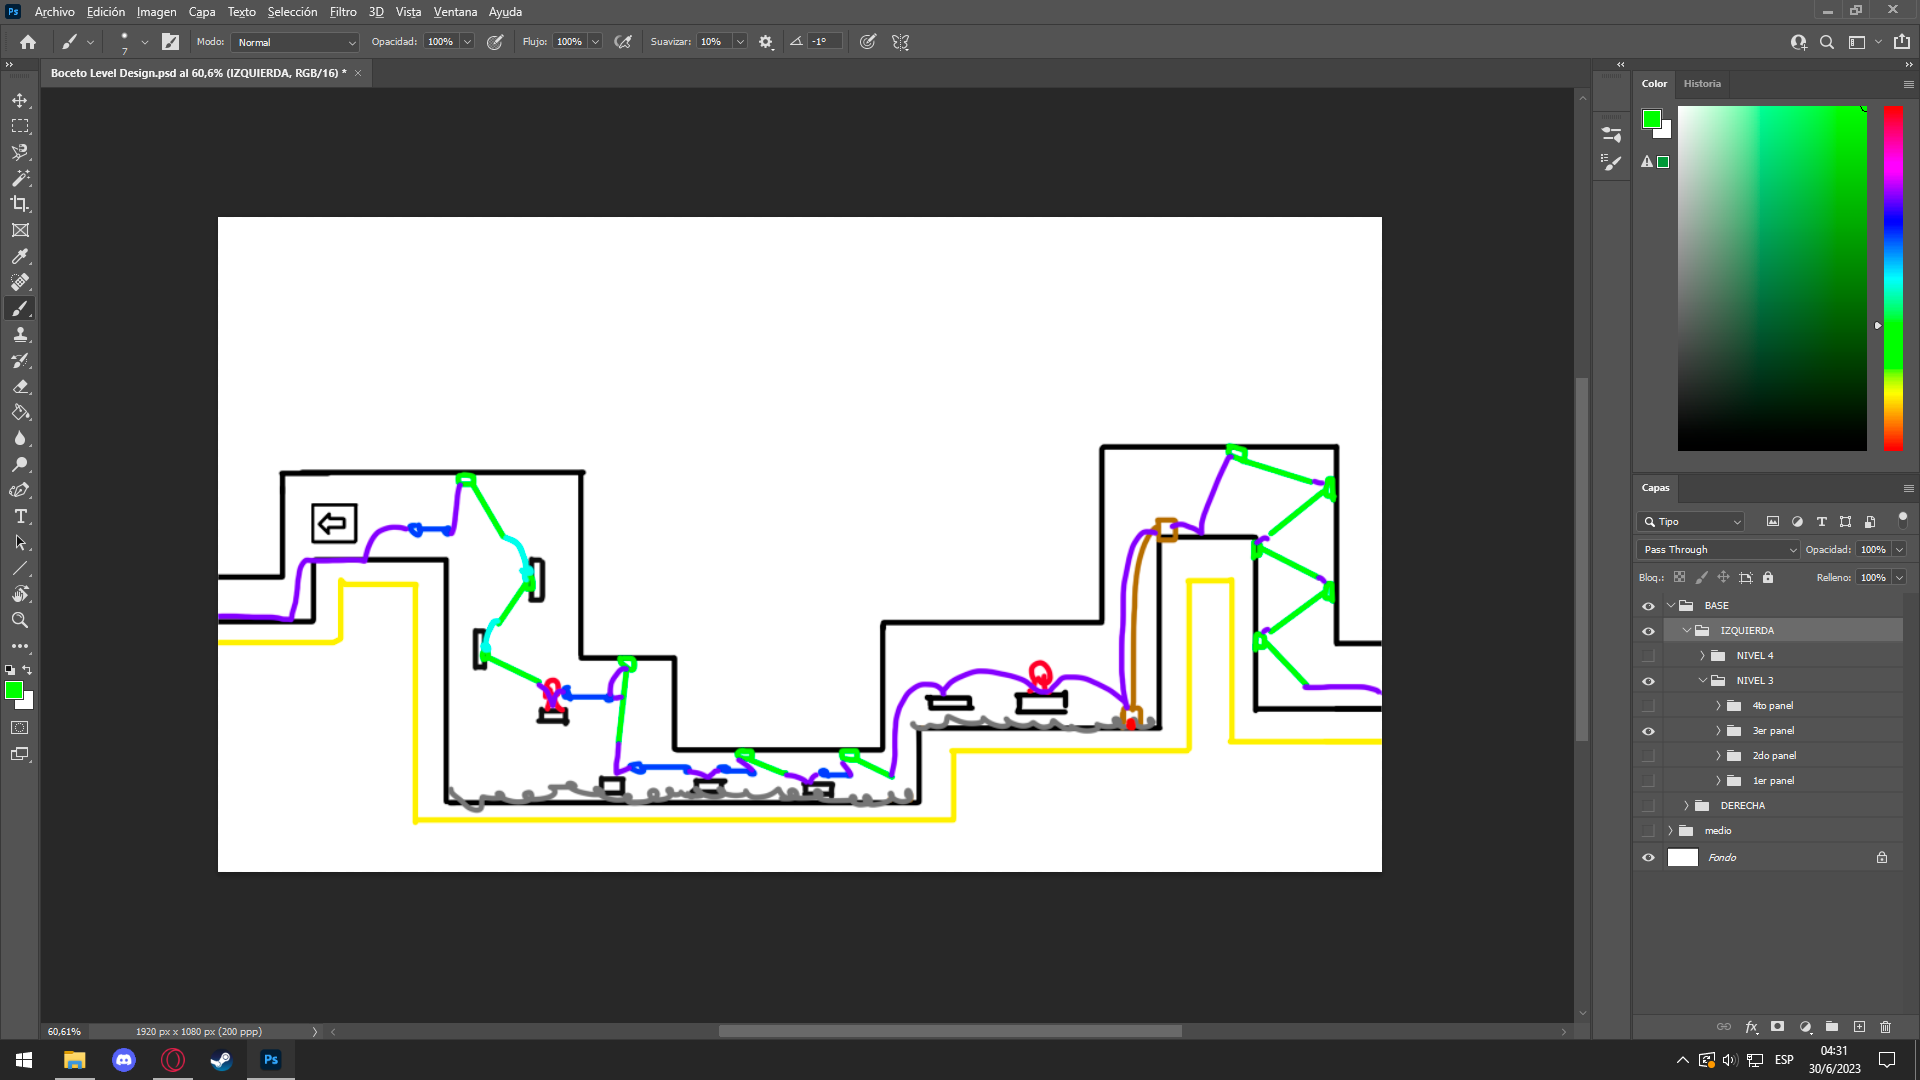 Ps Archivo Edición Imagen Capa Texto Selección Filtro 3D Vista Ventana Ayuda
7 Modo: Normal Opacidad: 100% Flujo: 100% Suavizar: 10% -1°
Boceto Level Design.psd al 60,6% (IZQUIERDA, RGB/16) * ×
Color Historia
Capas
Tipo
Pass Through Opacidad: 100%
Bloq.: Relleno: 100%
BASE
IZQUIERDA
NIVEL 4
NIVEL 3
4to panel
3er panel
2do panel
1er panel
DERECHA
medio
Fondo
60,61% 1920 px x 1080 px (200 ppp)
fx
Ps ESP 04:31
30/6/2023